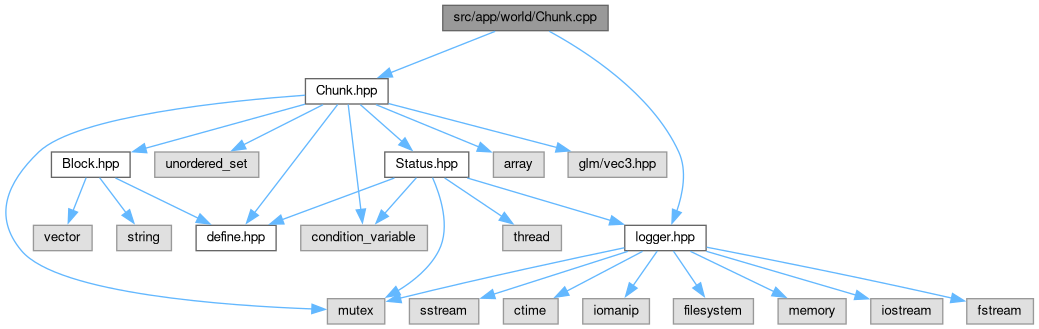 src/app/world/Chunk.cpp
Chunk.hpp
Block.hpp
unordered_set
Status.hpp
array
glm/vec3.hpp
vector
string
define.hpp
condition_variable
thread
logger.hpp
mutex
sstream
ctime
iomanip
filesystem
memory
iostream
fstream